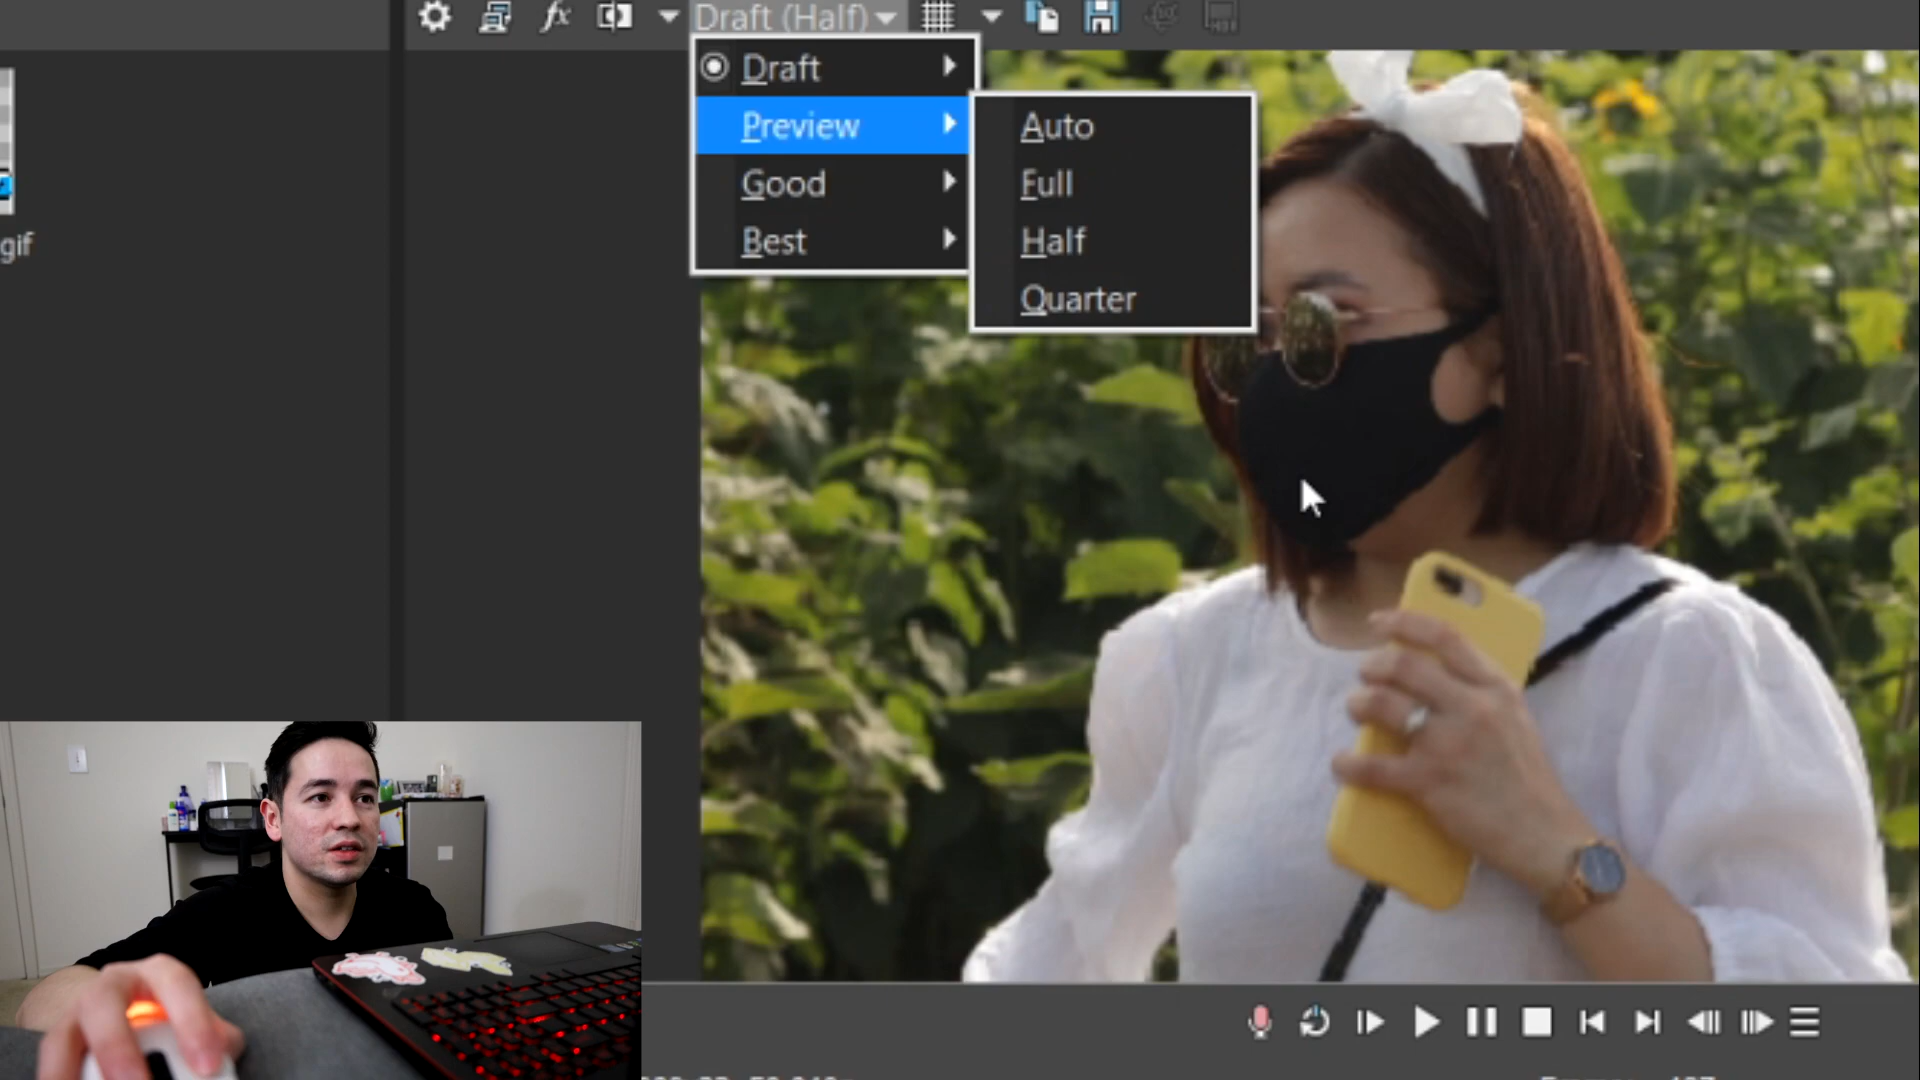 Draft (Half)
Draft
Preview
Good
Best
Auto
Full
Half
Quarter
gif